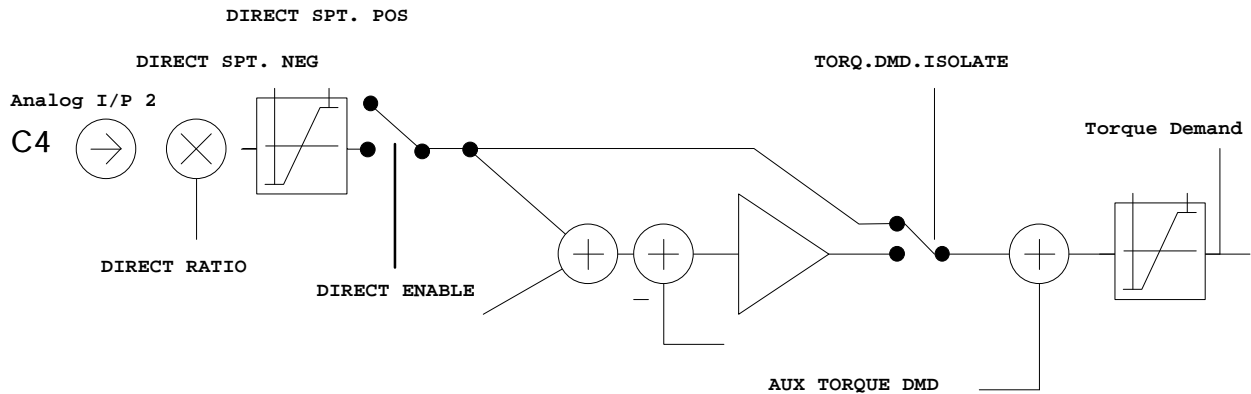 DIRECT SPT. POS
DIRECT SPT. NEG
TORQ.DMD.ISOLATE
Analog I/P 2
C4
Torque Demand
DIRECT RATIO
DIRECT ENABLE
AUX TORQUE DMD